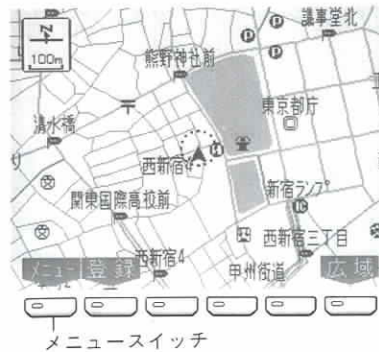 議事堂北
N
100m
熊野神社前
東京都庁
清水橋
西新宿4
新宿ランプ
関東国際高校前
西新宿三丁目
西新宿4
甲州街道
メニュー
登録
広域
メニュースイッチ